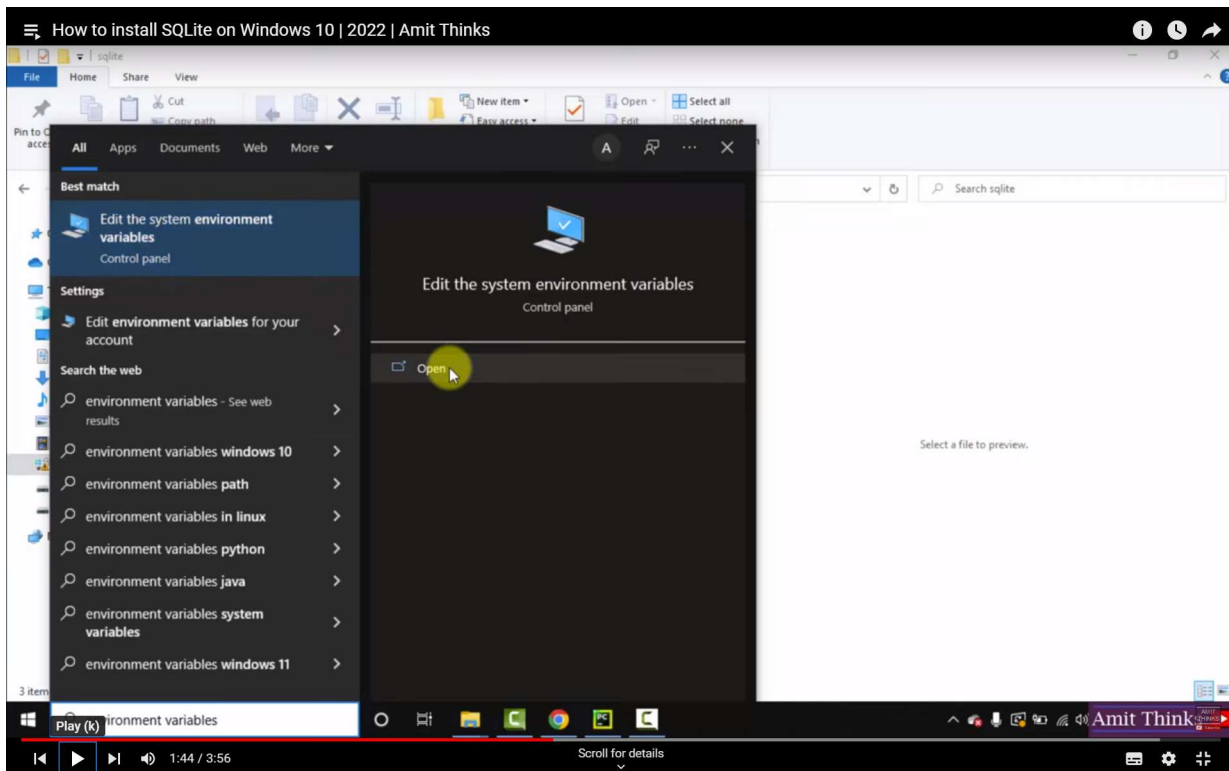 How to install SQLite on Windows 10 | 2022 | Amit Thinks
sqlite
File Home Share View
Cut
New item
Open
Select all
Pin to
Copy path
Easy access
Edit
Select none
All Apps Documents Web More A
Best match
Edit the system environment
variables
Control panel
Settings
Edit environment variables for your
account
Search the web
environment variables - See web
results
environment variables windows 10
environment variables path
environment variables in linux
environment variables python
environment variables java
environment variables system
variables
environment variables windows 11
Edit the system environment variables
Control panel
Open
Search sqlite
Select a file to preview.
3 item
Play (k)
ironment variables
Amit Think
1:44 / 3:56
Scroll for details